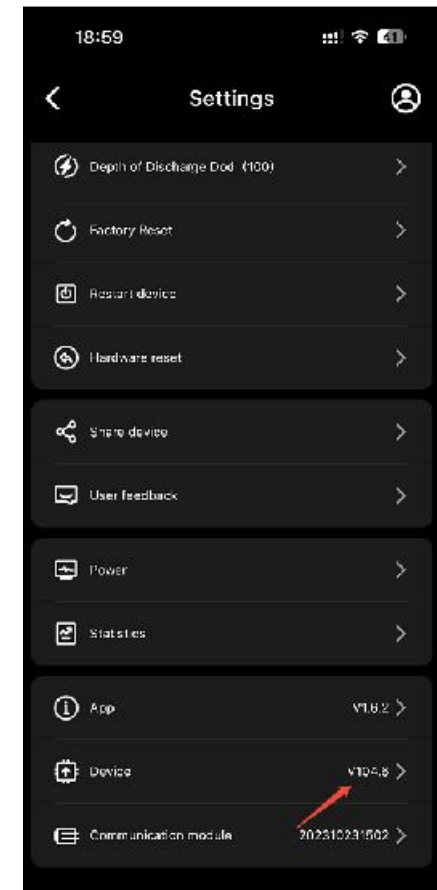 18:59
41
Settings
Depth of Discharge Dod (100)
Factory Reset
Restart device
Hardware reset
Share device
User feedback
Power
Statistics
App
V1.6.2
Device
V104.8
Communication module
202310231502